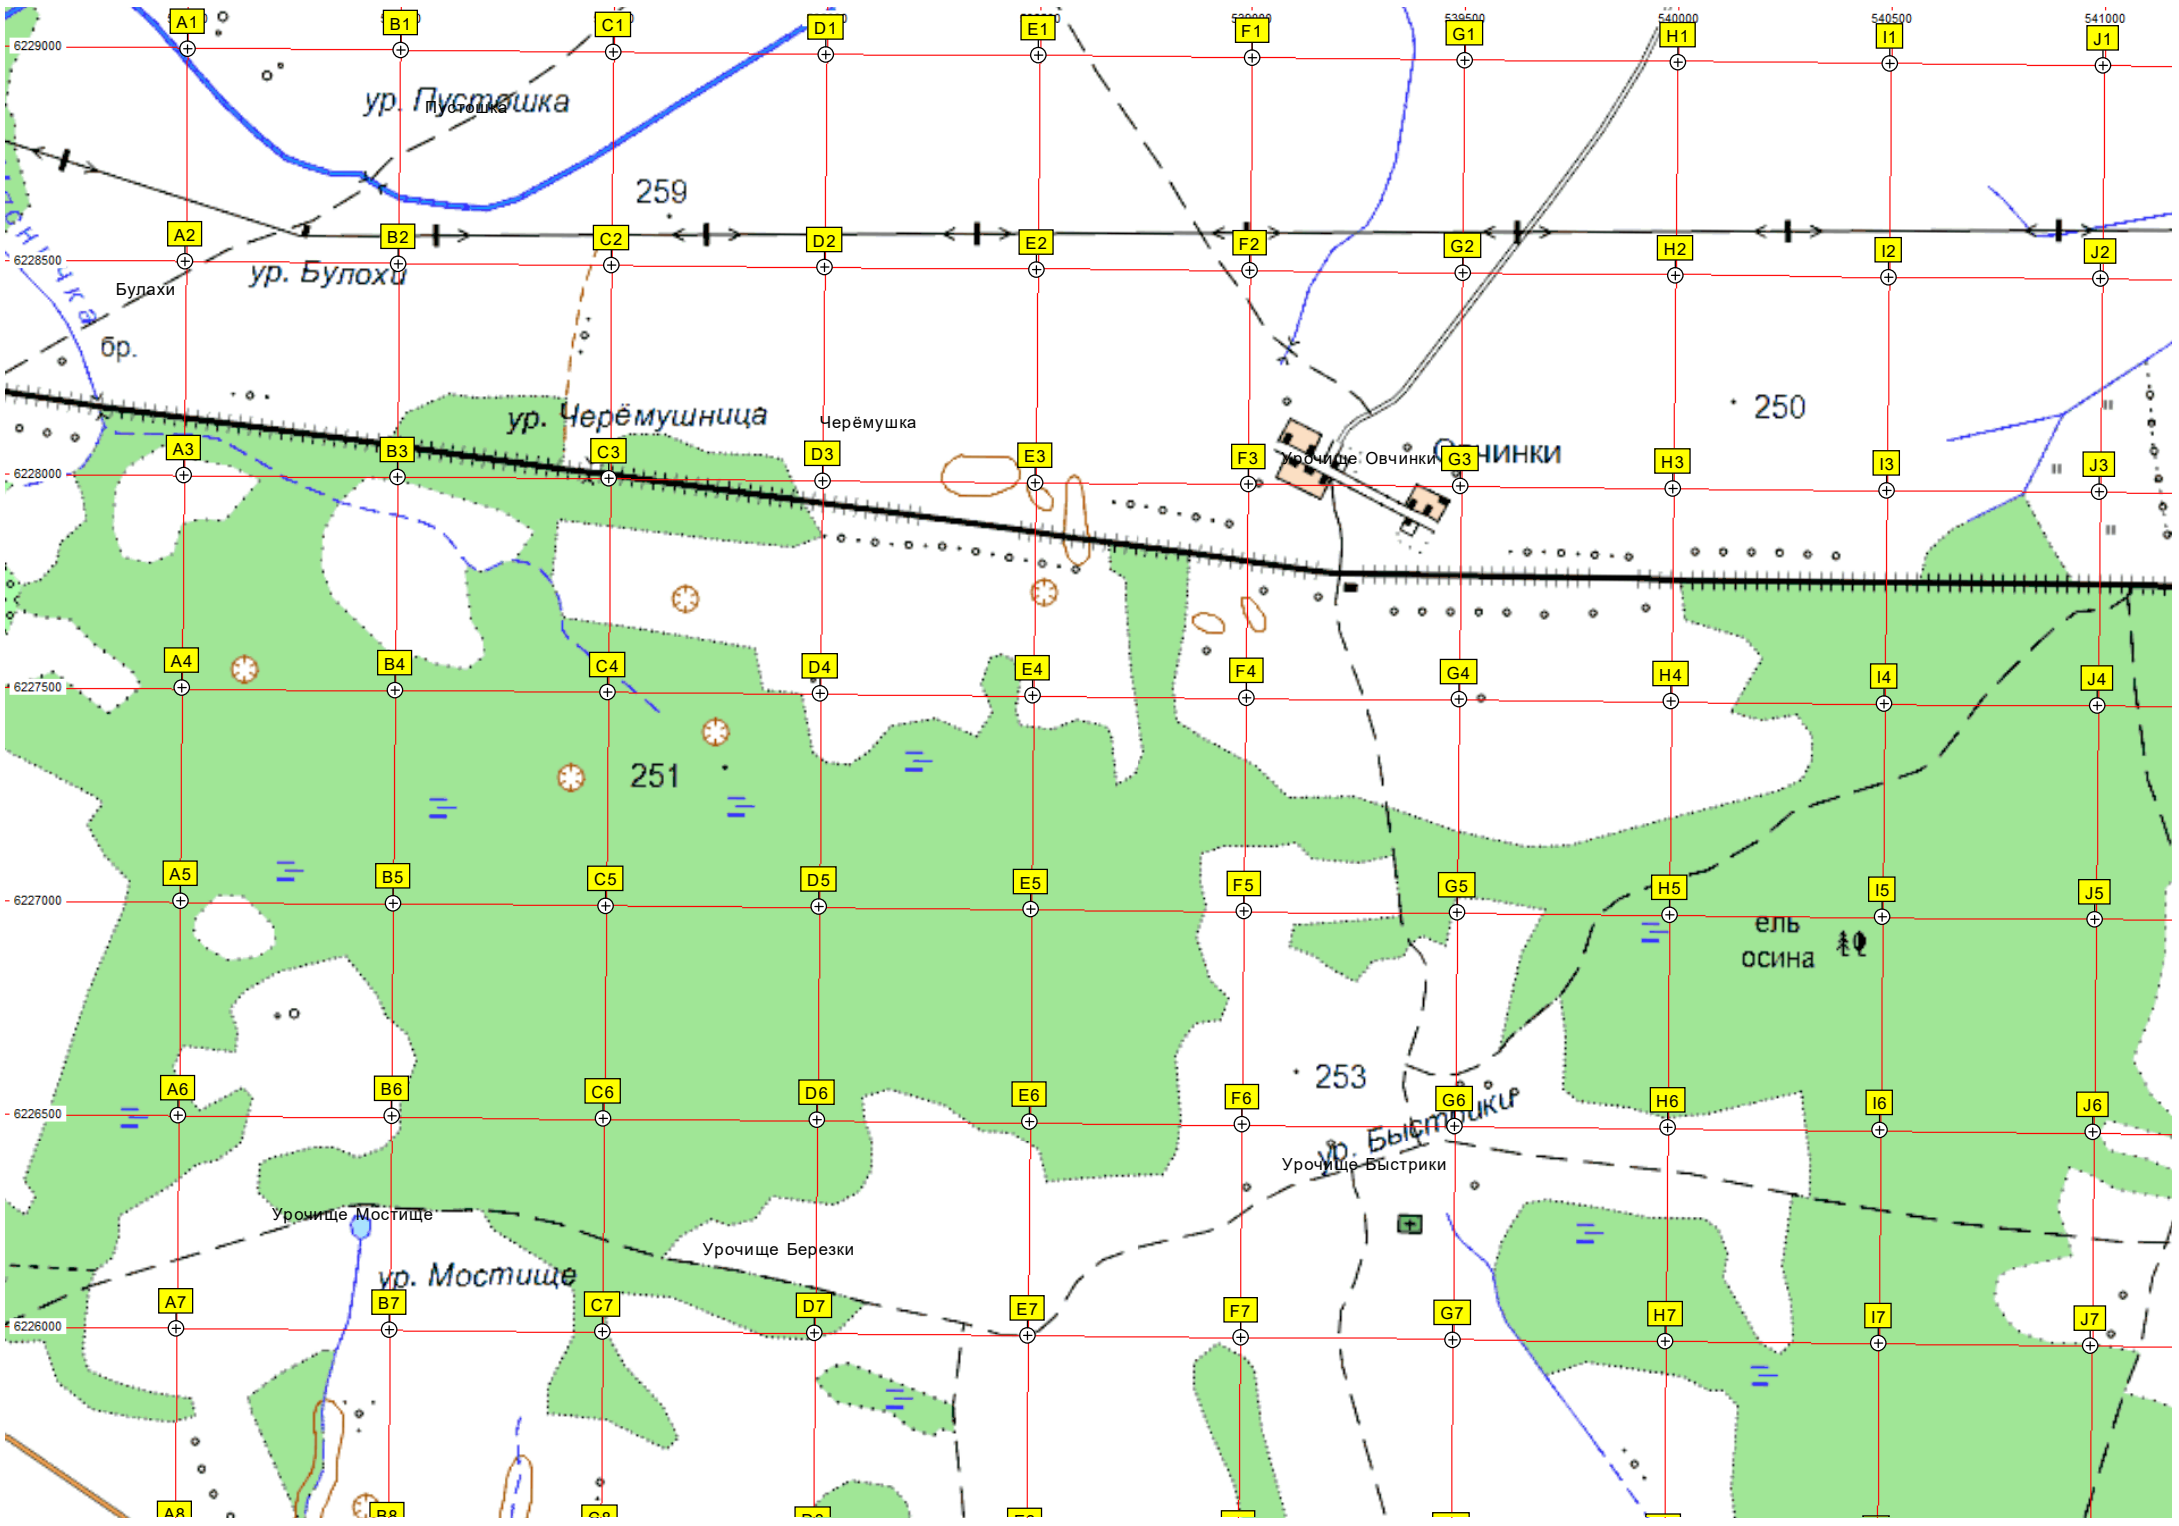 539500 540000 540500 541000
A1 B1 C1 D1 E1 F1 G1 H1 I1 J1
6229000
ур. Пустошка
Пустошка
259
A2 B2 C2 D2 E2 F2 G2 H2 I2 J2
6228500
ур. Булохи
Булахи
бр.
250
ур. Черёмушница
Черёмушка
Овчинки
Урочище Овчинки
A3 B3 C3 D3 E3 F3 G3 H3 I3 J3
6228000
A4 B4 C4 D4 E4 F4 G4 H4 I4 J4
6227500
251
A5 B5 C5 D5 E5 F5 G5 H5 I5 J5
6227000
ель
осина
253
A6 B6 C6 D6 E6 F6 G6 H6 I6 J6
6226500
ур. Быстрики
Урочище Быстрики
Урочище Мостище
Урочище Березки
ур. Мостище
A7 B7 C7 D7 E7 F7 G7 H7 I7 J7
6226000
A8 B8 C8 D8